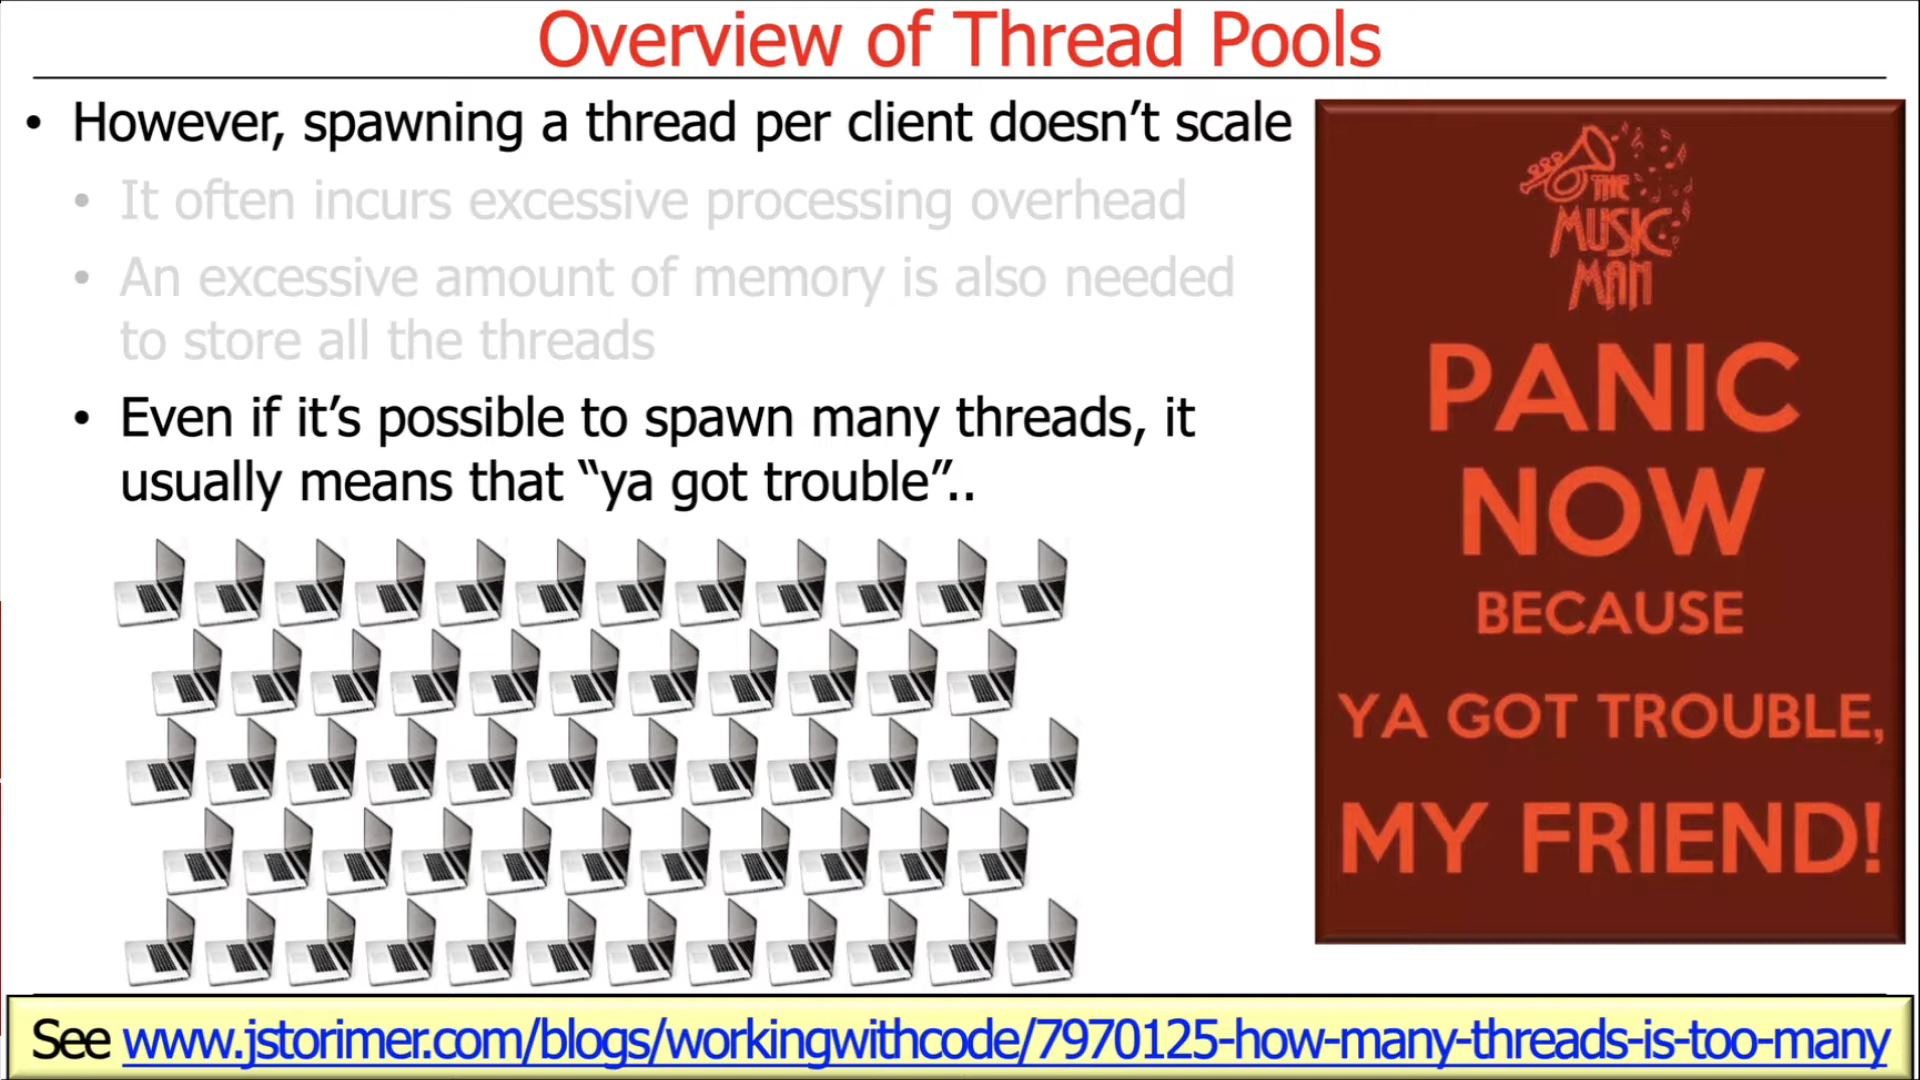 Overview of Thread Pools
• However, spawning a thread per client doesn’t scale
• It often incurs excessive processing overhead
• An excessive amount of memory is also needed
to store all the threads
• Even if it’s possible to spawn many threads, it
usually means that “ya got trouble”..
THE
MUSIC
MAN
PANIC
NOW
BECAUSE
YA GOT TROUBLE,
MY FRIEND!
See www.jstorimer.com/blogs/workingwithcode/7970125-how-many-threads-is-too-many